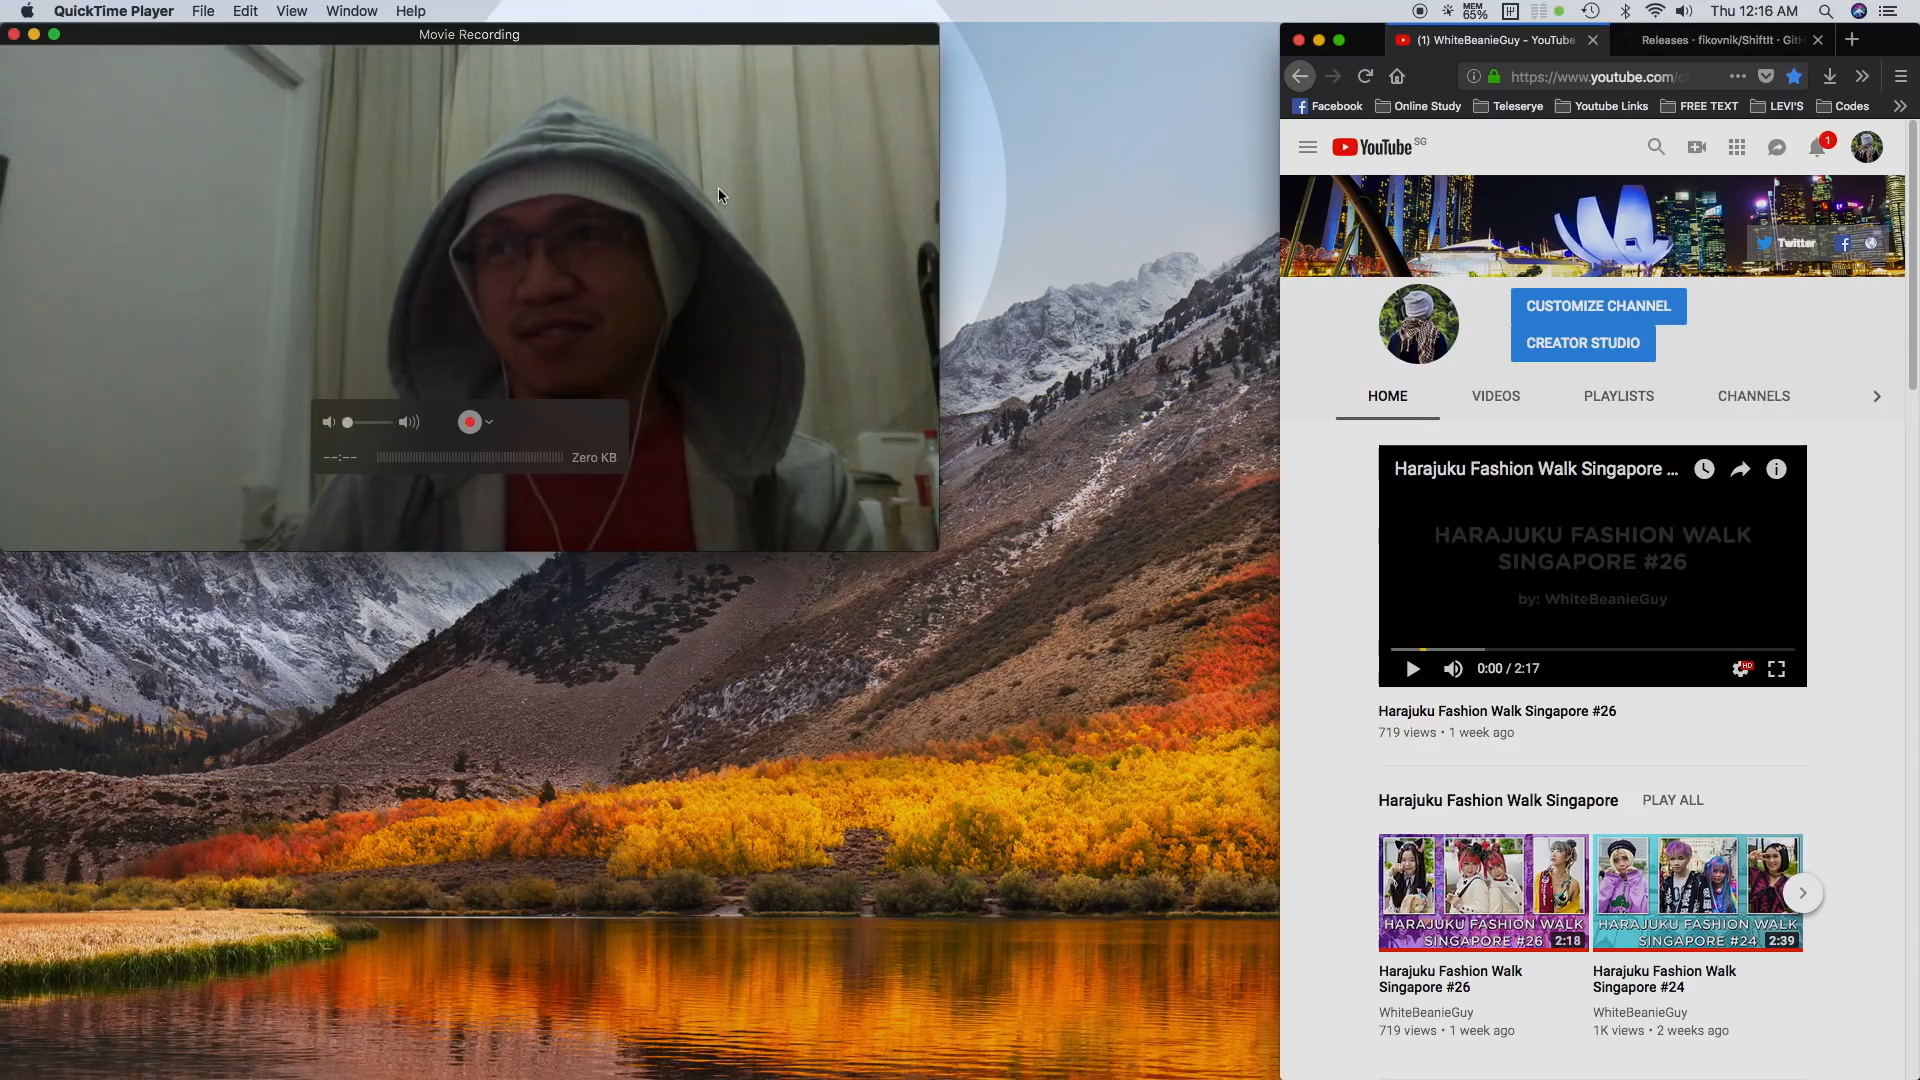 QuickTime Player File Edit View Window Help
MEM 65% Thu 12:16 AM
Movie Recording
--:-- Zero KB
(1) WhiteBeanieGuy - YouTube
Releases · fikovnik/ShiftIt · Git
https://www.youtube.com/c
Facebook Online Study Teleserye Youtube Links FREE TEXT LEVI'S Codes
YouTube SG
1
Twitter
CUSTOMIZE CHANNEL
CREATOR STUDIO
HOME VIDEOS PLAYLISTS CHANNELS
Harajuku Fashion Walk Singapore ...
HARAJUKU FASHION WALK
SINGAPORE #26
by: WhiteBeanieGuy
0:00 / 2:17
HD
Harajuku Fashion Walk Singapore #26
719 views • 1 week ago
Harajuku Fashion Walk Singapore PLAY ALL
HARAJUKU FASHION WALK
SINGAPORE #26
2:18
HARAJUKU FASHION WALK
SINGAPORE #24
2:39
Harajuku Fashion Walk
Singapore #26
WhiteBeanieGuy
719 views • 1 week ago
Harajuku Fashion Walk
Singapore #24
WhiteBeanieGuy
1K views • 2 weeks ago